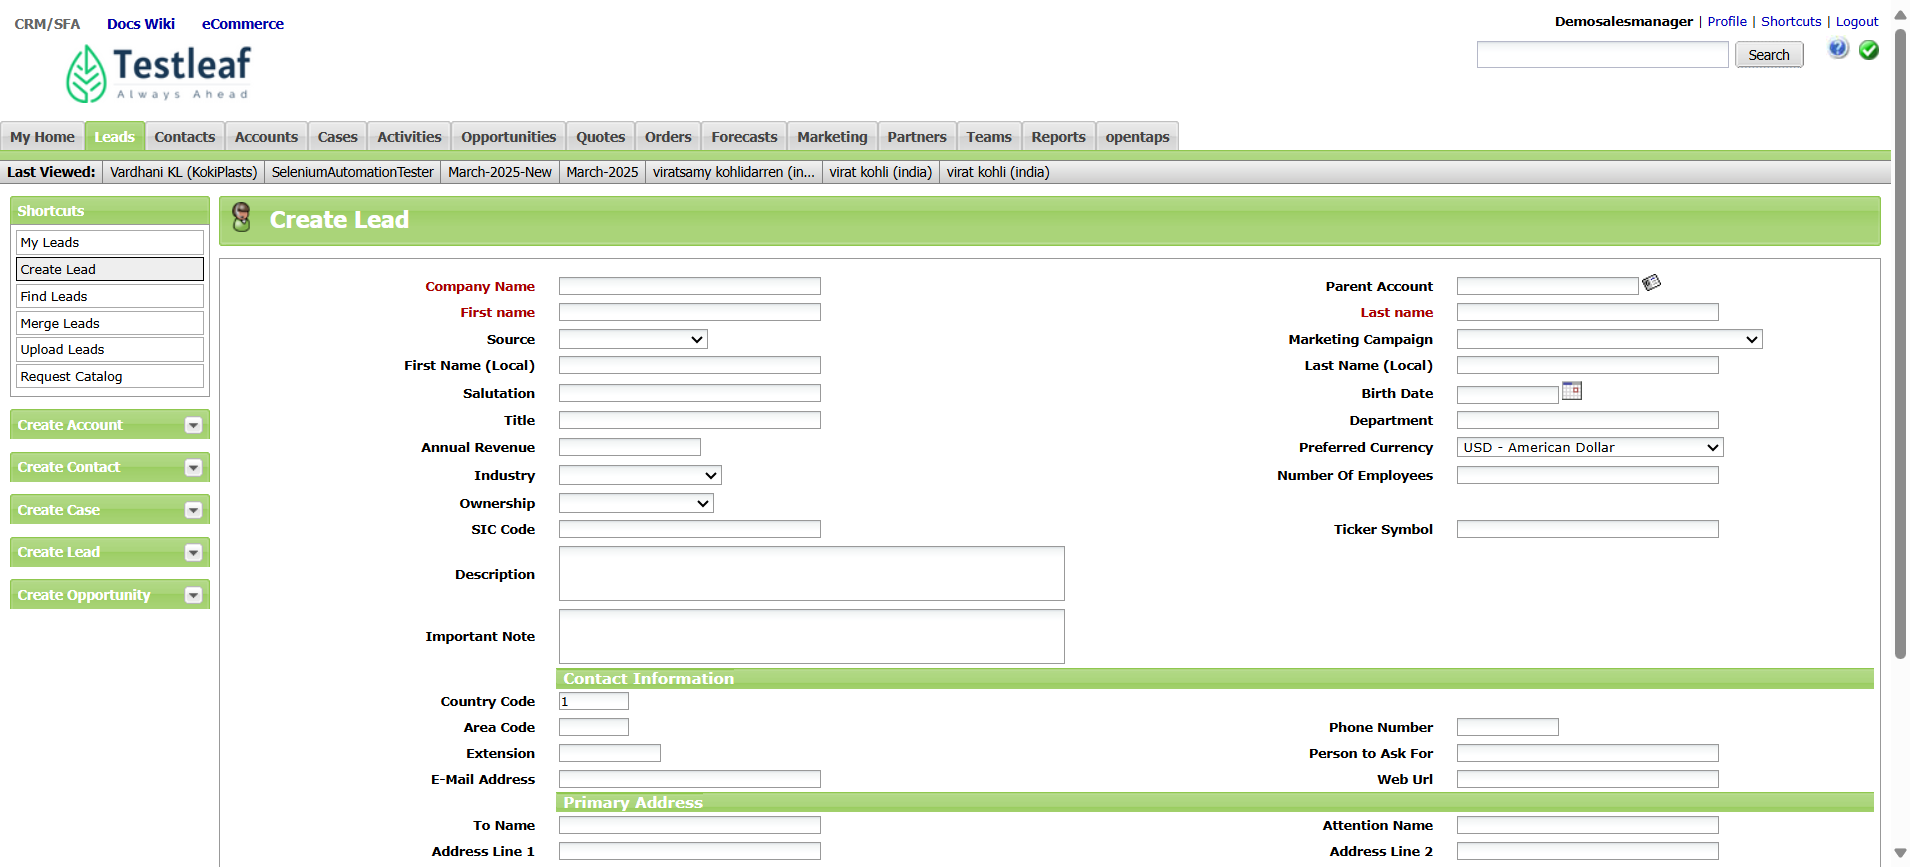 CRM/SFA Docs Wiki eCommerce
Demosalesmanager | Profile | Shortcuts | Logout
Testleaf
Always Ahead
Search
My Home Leads Contacts Accounts Cases Activities Opportunities Quotes Orders Forecasts Marketing Partners Teams Reports opentaps
Last Viewed: Vardhani KL (KokiPlasts) SeleniumAutomationTester March-2025-New March-2025 viratsamy kohlidarren (in... virat kohli (india) virat kohli (india)
Shortcuts
My Leads
Create Lead
Find Leads
Merge Leads
Upload Leads
Request Catalog
Create Account
Create Contact
Create Case
Create Lead
Create Opportunity
Create Lead
Company Name Parent Account
First name Last name
Source Marketing Campaign
First Name (Local) Last Name (Local)
Salutation Birth Date
Title Department
Annual Revenue Preferred Currency USD - American Dollar
Industry Number Of Employees
Ownership
SIC Code Ticker Symbol
Description
Important Note
Contact Information
Country Code 1
Area Code Phone Number
Extension Person to Ask For
E-Mail Address Web Url
Primary Address
To Name Attention Name
Address Line 1 Address Line 2